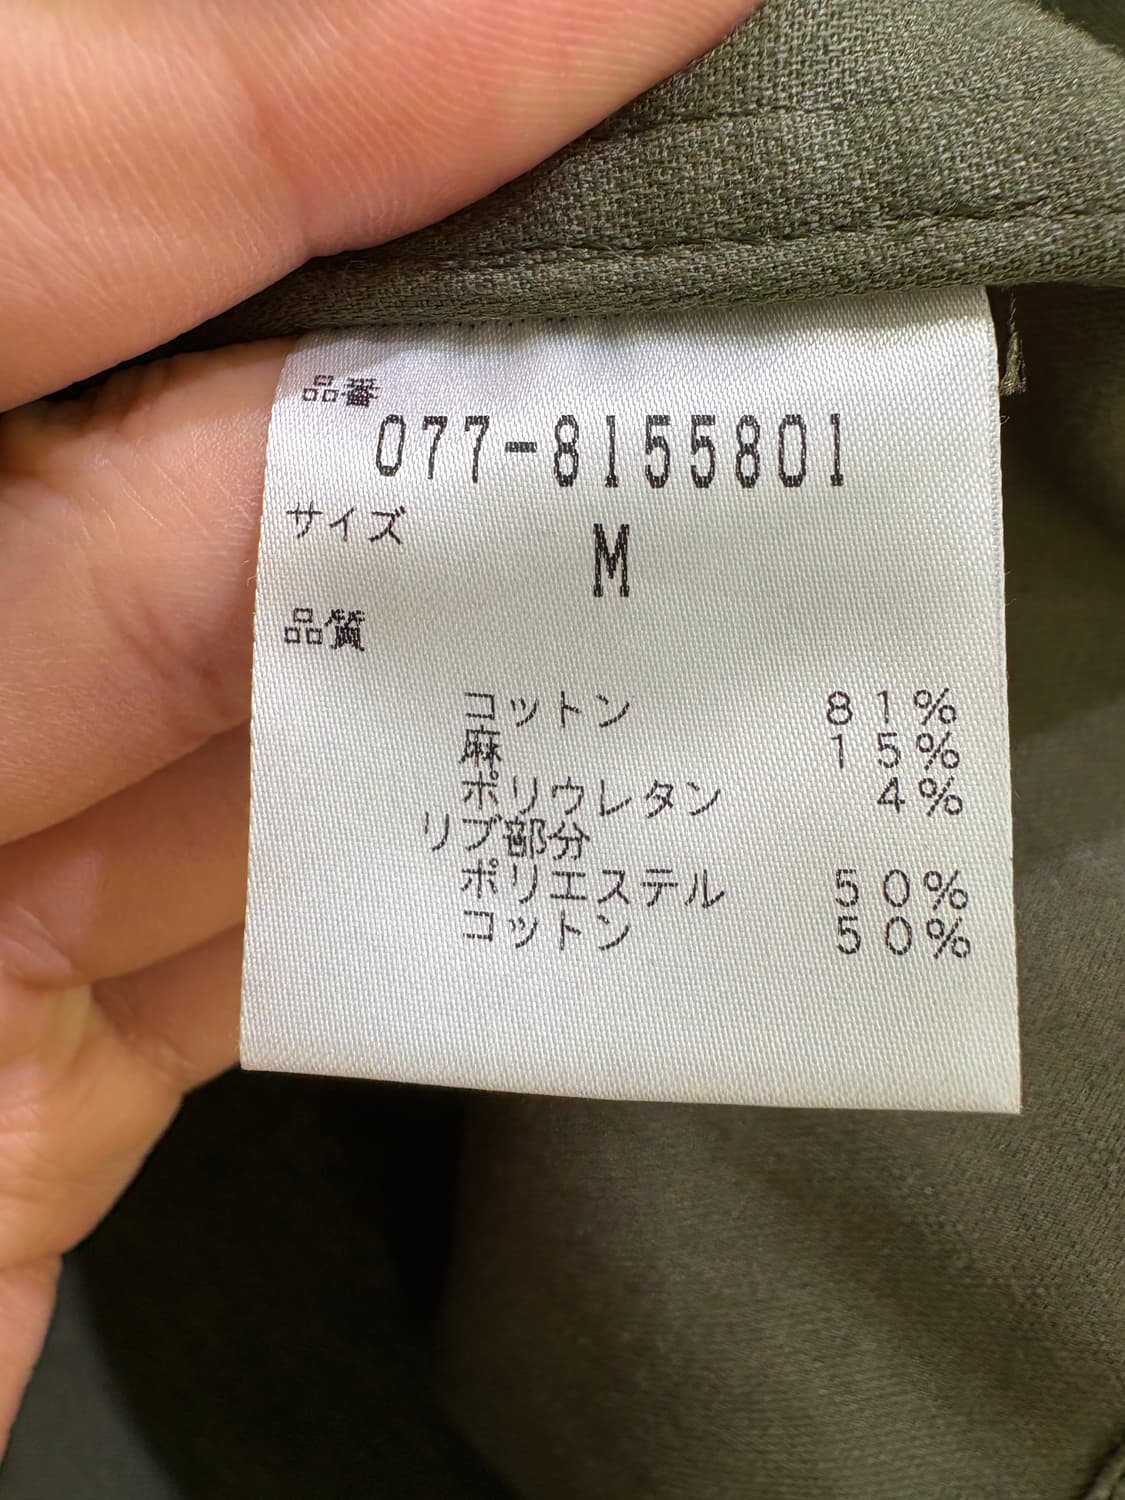 品番
077-8155801
サイズ
M
品質
コットン 81%
麻 15%
ポリウレタン 4%
リブ部分
ポリエステル 50%
コットン 50%